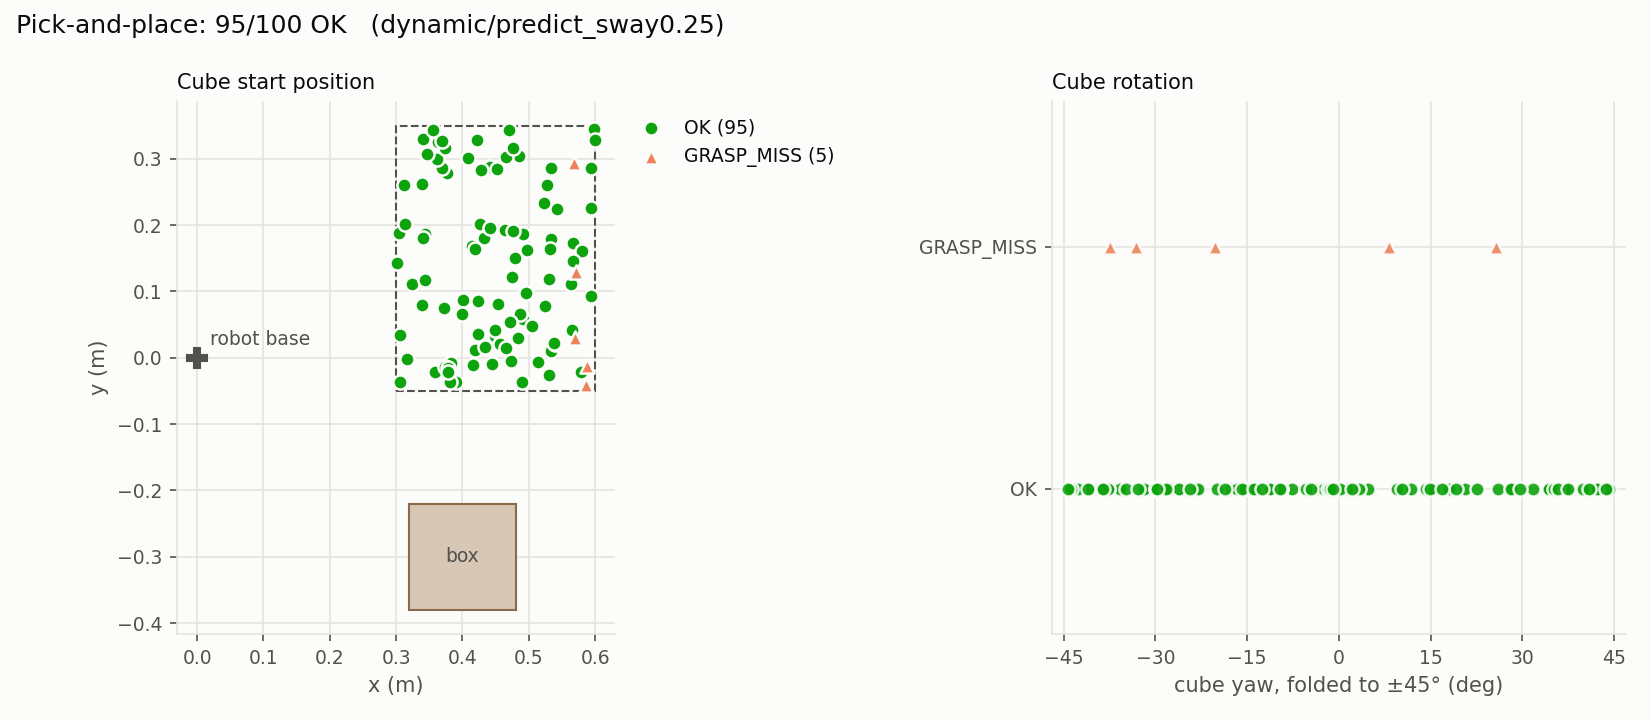 Pick-and-place: 95/100 OK   (dynamic/predict_sway0.25)
Cube start position
OK (95)
GRASP_MISS (5)
0.3
0.2
0.1
0.0
−0.1
−0.2
−0.3
−0.4
y (m)
robot base
box
0.0 0.1 0.2 0.3 0.4 0.5 0.6
x (m)
Cube rotation
GRASP_MISS
OK
−45 −30 −15 0 15 30 45
cube yaw, folded to ±45° (deg)